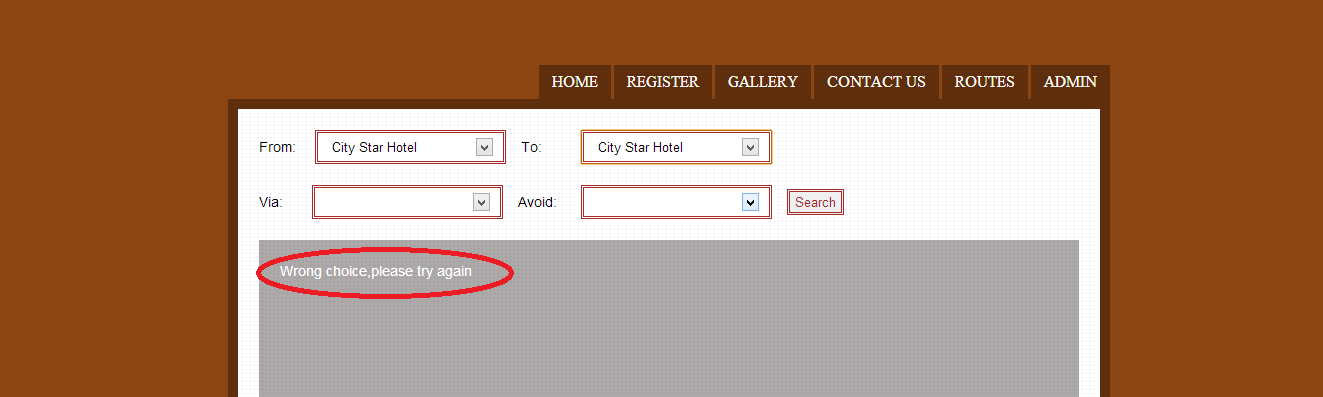 HOME REGISTER GALLERY CONTACT US ROUTES ADMIN
From: City Star Hotel To: City Star Hotel
Via: Avoid: Search
Wrong choice,please try again